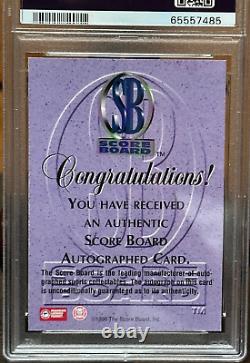 65557485
SB
SCORE
BOARD
TM
Congratulations!
YOU HAVE RECEIVED
AN AUTHENTIC
SCORE BOARD
AUTOGRAPHED CARD.
The Score Board is the leading
manufacturer of auto-
graphed sports collectibles. The autograph on this card
is unconditionally guaranteed as to its authenticity.
The Score Board, Inc.